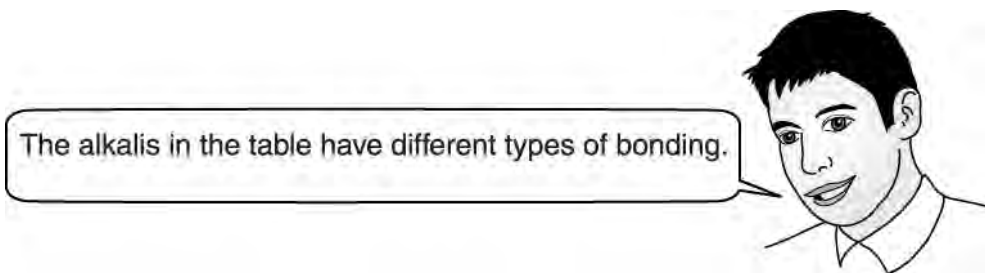 The alkalis in the table have different types of bonding.